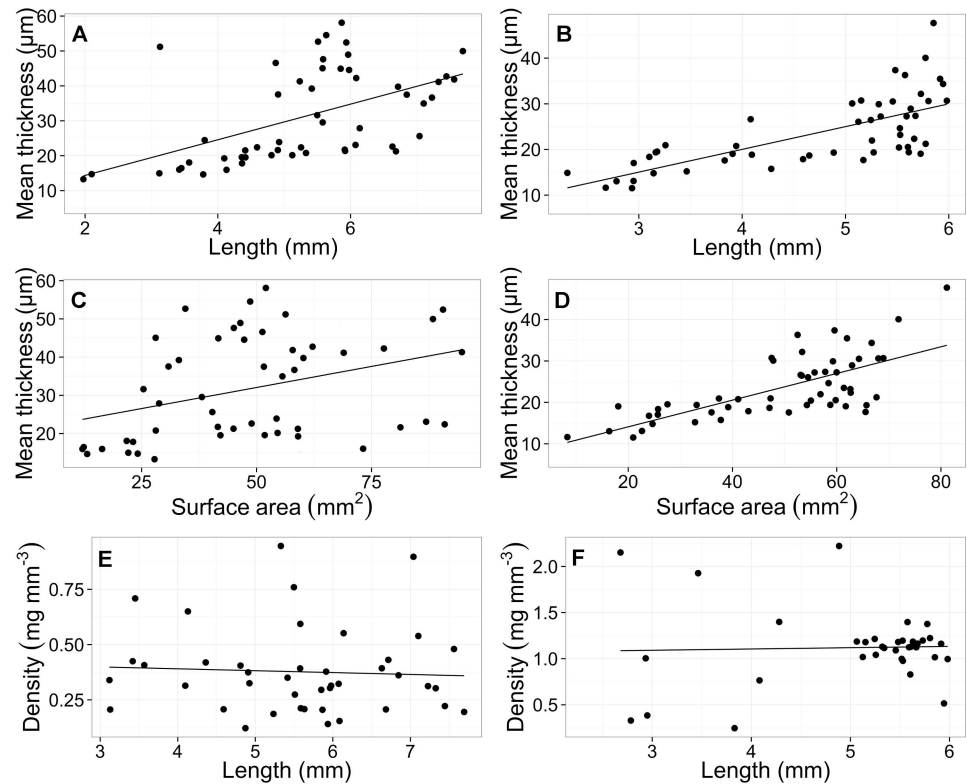 A
Mean thickness (µm)
60
50
40
30
20
10
2
4
6
Length (mm)
B
Mean thickness (µm)
40
30
20
10
3
4
5
6
Length (mm)
C
Mean thickness (µm)
60
50
40
30
20
25
50
75
Surface area (mm²)
D
Mean thickness (µm)
40
30
20
10
20
40
60
80
Surface area (mm²)
E
Density (mg mm⁻³)
0.75
0.50
0.25
3
4
5
6
7
Length (mm)
F
Density (mg mm⁻³)
2.0
1.5
1.0
0.5
3
4
5
6
Length (mm)